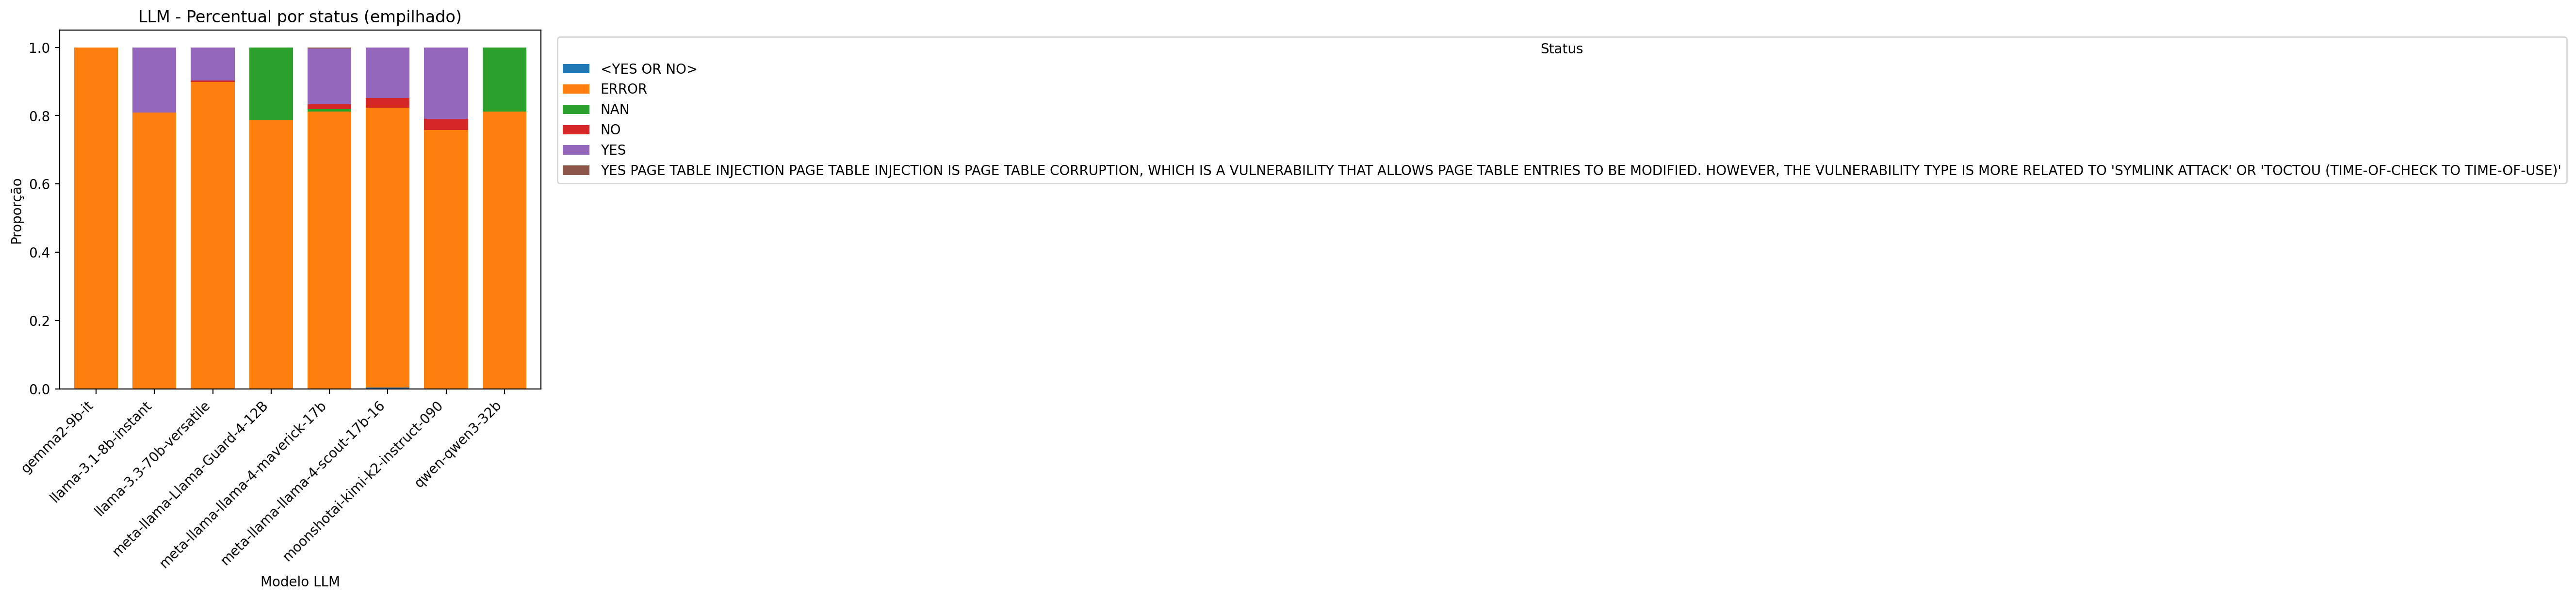 LLM - Percentual por status (empilhado)
Status
<YES OR NO>
ERROR
NAN
NO
YES
YES PAGE TABLE INJECTION PAGE TABLE INJECTION IS PAGE TABLE CORRUPTION, WHICH IS A VULNERABILITY THAT ALLOWS PAGE TABLE ENTRIES TO BE MODIFIED. HOWEVER, THE VULNERABILITY TYPE IS MORE RELATED TO 'SYMLINK ATTACK' OR 'TOCTOU (TIME-OF-CHECK TO TIME-OF-USE)'
Proporção
1.0
0.8
0.6
0.4
0.2
0.0
gemma2-9b-it
llama-3.1-8b-instant
llama-3.3-70b-versatile
meta-llama-Llama-Guard-4-12B
meta-llama-llama-4-maverick-17b
meta-llama-llama-4-scout-17b-16
moonshotai-kimi-k2-instruct-090
qwen-qwen3-32b
Modelo LLM